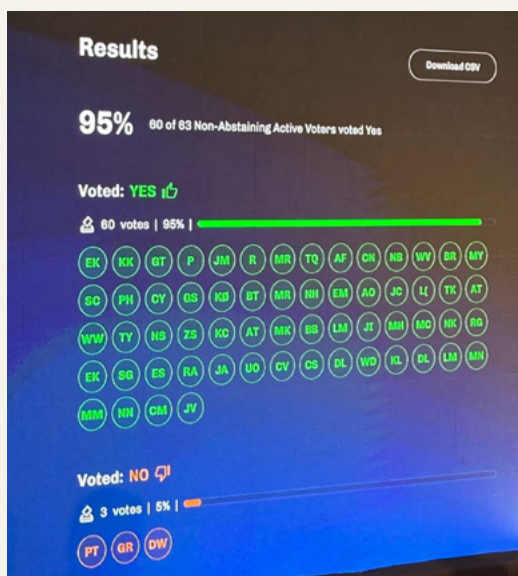 Results
Download CSV
95% 60 of 63 Non-Abstaining Active Voters voted Yes
Voted: YES
60 votes | 95% |
EK KK GT P JM R MR TQ AF CN NB WV BR MY
SC PH CY GS KØ BT MR NH EM AO JC TK AT
WW TY NS ZS KC AT MK BB LM JI MH MC NK RG
EK SG ES RA JA UO CV CS DL WD KL DL LM MN
MM NN CM JV
Voted: NO
3 votes | 5% |
PT GR DW